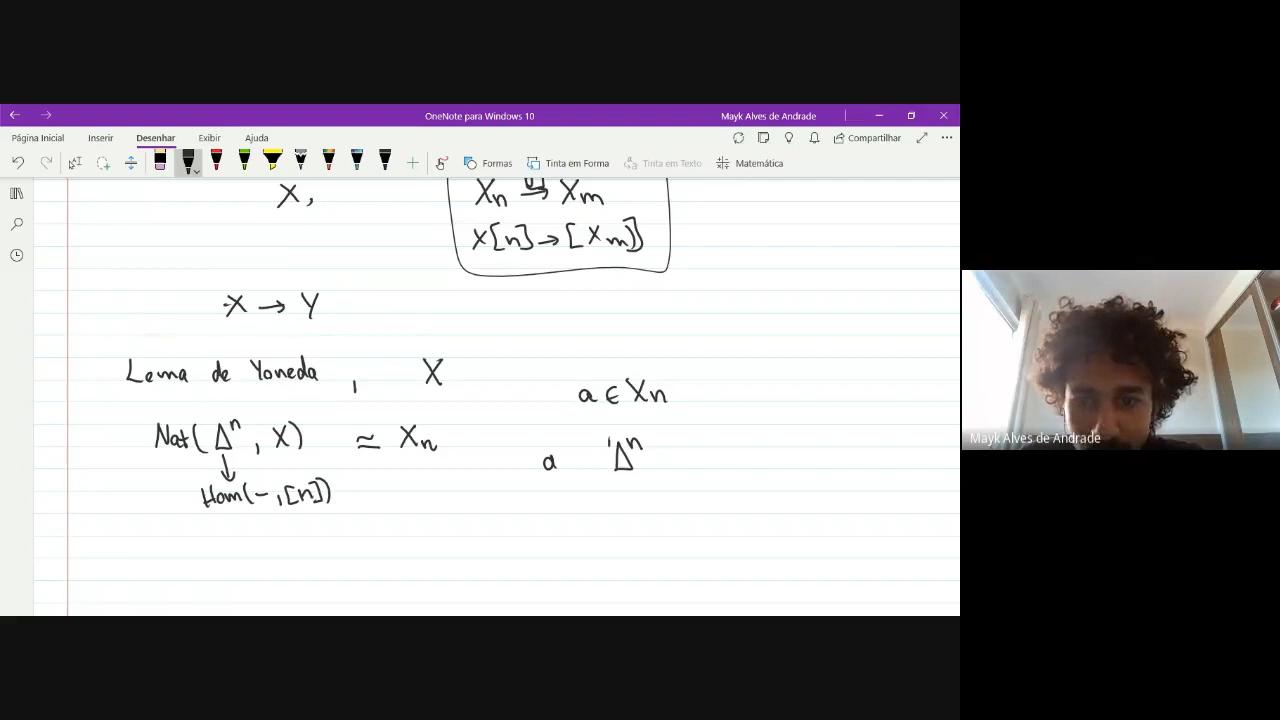 OneNote para Windows 10
Mayk Alves de Andrade
Página Inicial Inserir Desenhar Exibir Ajuda
Compartilhar
Formas Tinta em Forma Tinta em Texto Matemática
X, Xn → Xm
X[n] → [Xm]]
X → Y
Lema de Yoneda , X
a ∈ Xn
Nat(Δⁿ, X) ≃ Xn
a Δⁿ
↓
Hom(-,[n])
Mayk Alves de Andrade